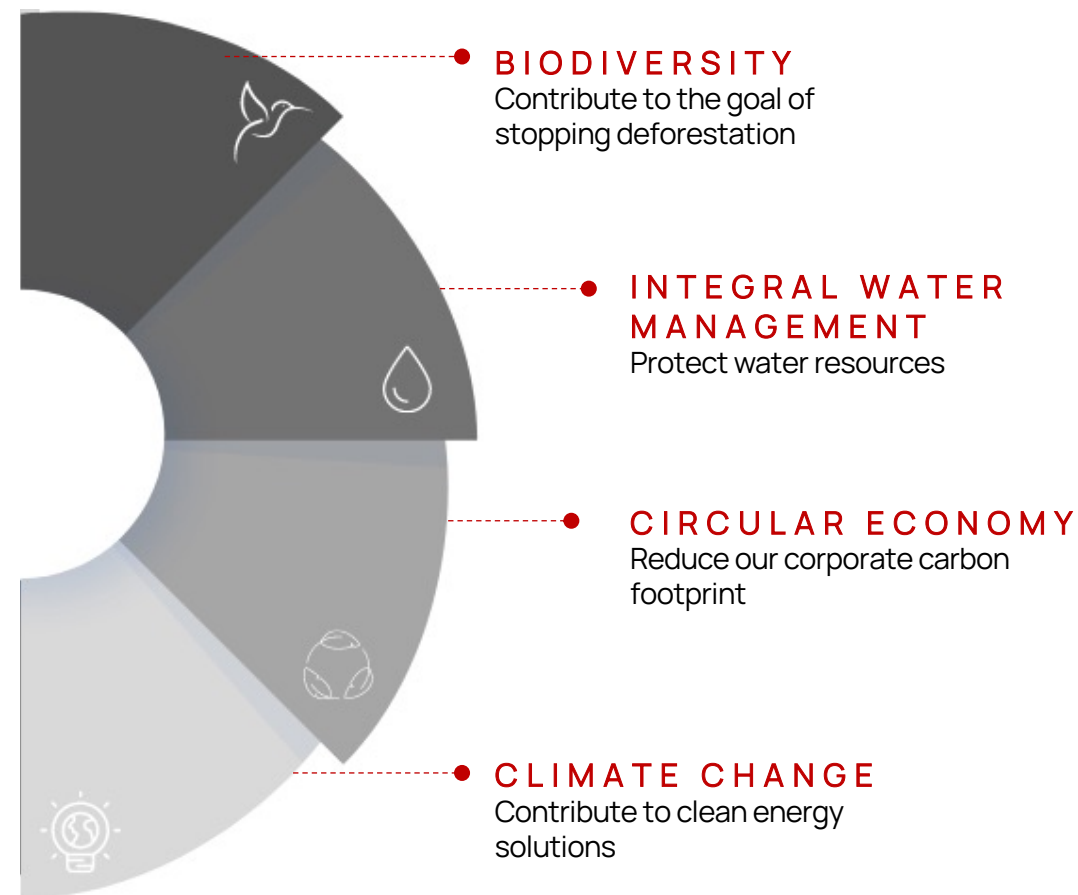 BIODIVERSITY
Contribute to the goal of
stopping deforestation
INTEGRAL WATER
MANAGEMENT
Protect water resources
CIRCULAR ECONOMY
Reduce our corporate carbon
footprint
CLIMATE CHANGE
Contribute to clean energy
solutions